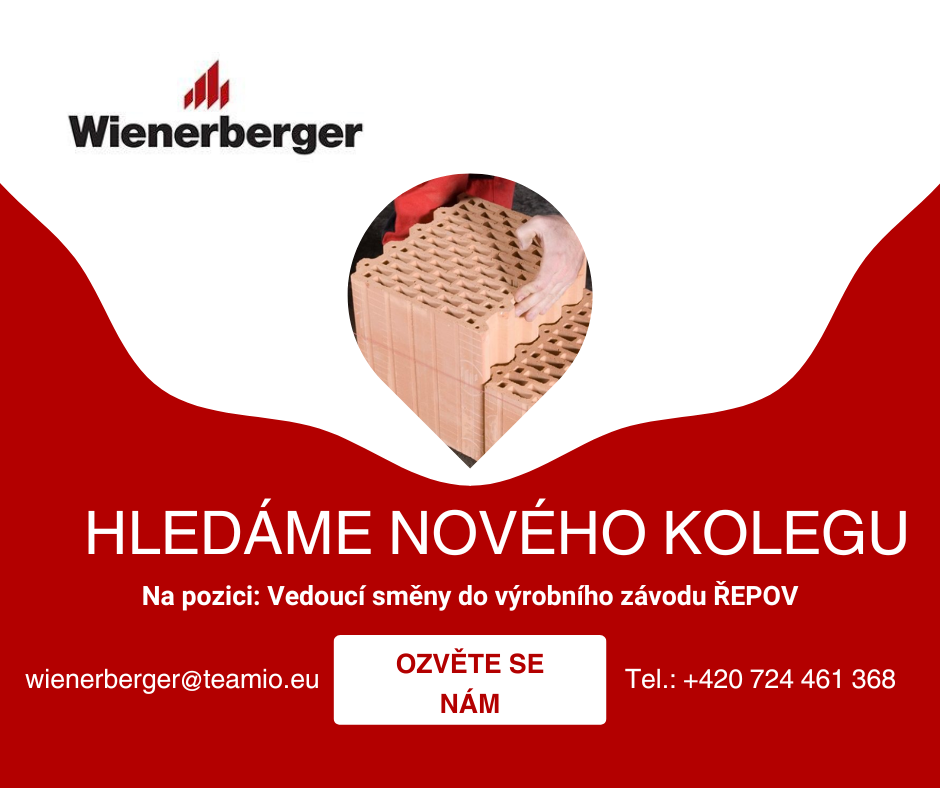 Wienerberger
HLEDÁME NOVÉHO KOLEGU
Na pozici: Vedoucí směny do výrobního závodu ŘEPOV
wienerberger@teamio.eu
OZVĚTE SE
NÁM
Tel.: +420 724 461 368